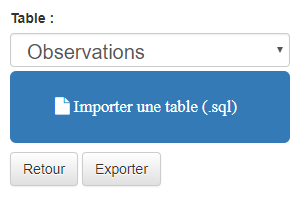 Table :
Observations
Importer une table (.sql)
Retour Exporter